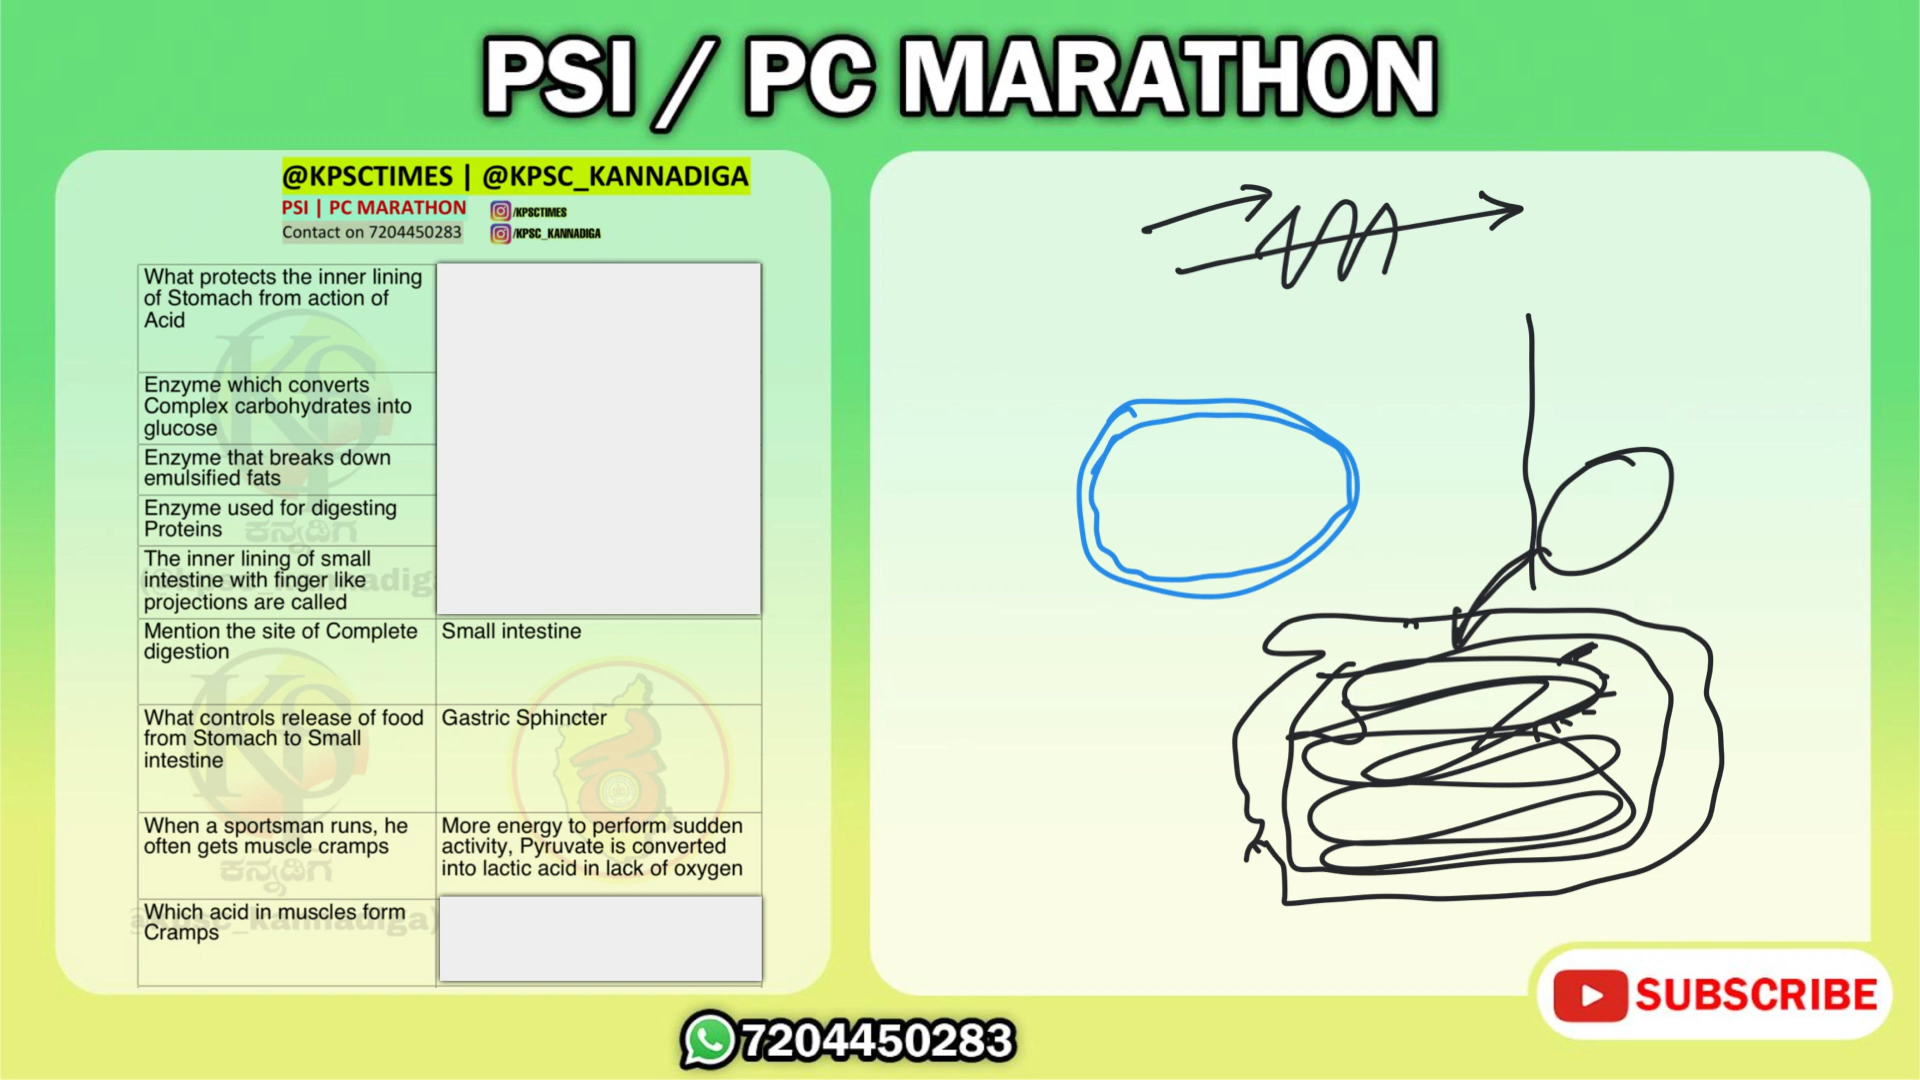 PSI / PC MARATHON
@KPSCTIMES | @KPSC_KANNADIGA
PSI | PC MARATHON
/KPSCTIMES
Contact on 7204450283
/KPSC_KANNADIGA
What protects the inner lining
of Stomach from action of
Acid
Enzyme which converts
Complex carbohydrates into
glucose
Enzyme that breaks down
emulsified fats
Enzyme used for digesting
Proteins
ಕನ್ನಡಿಗ
The inner lining of small
intestine with finger like
projections are called
Mention the site of Complete
digestion
Small intestine
What controls release of food
from Stomach to Small
intestine
Gastric Sphincter
When a sportsman runs, he
often gets muscle cramps
More energy to perform sudden
activity, Pyruvate is converted
into lactic acid in lack of oxygen
ಕನ್ನಡಿಗ
Which acid in muscles form
Cramps
SUBSCRIBE
7204450283